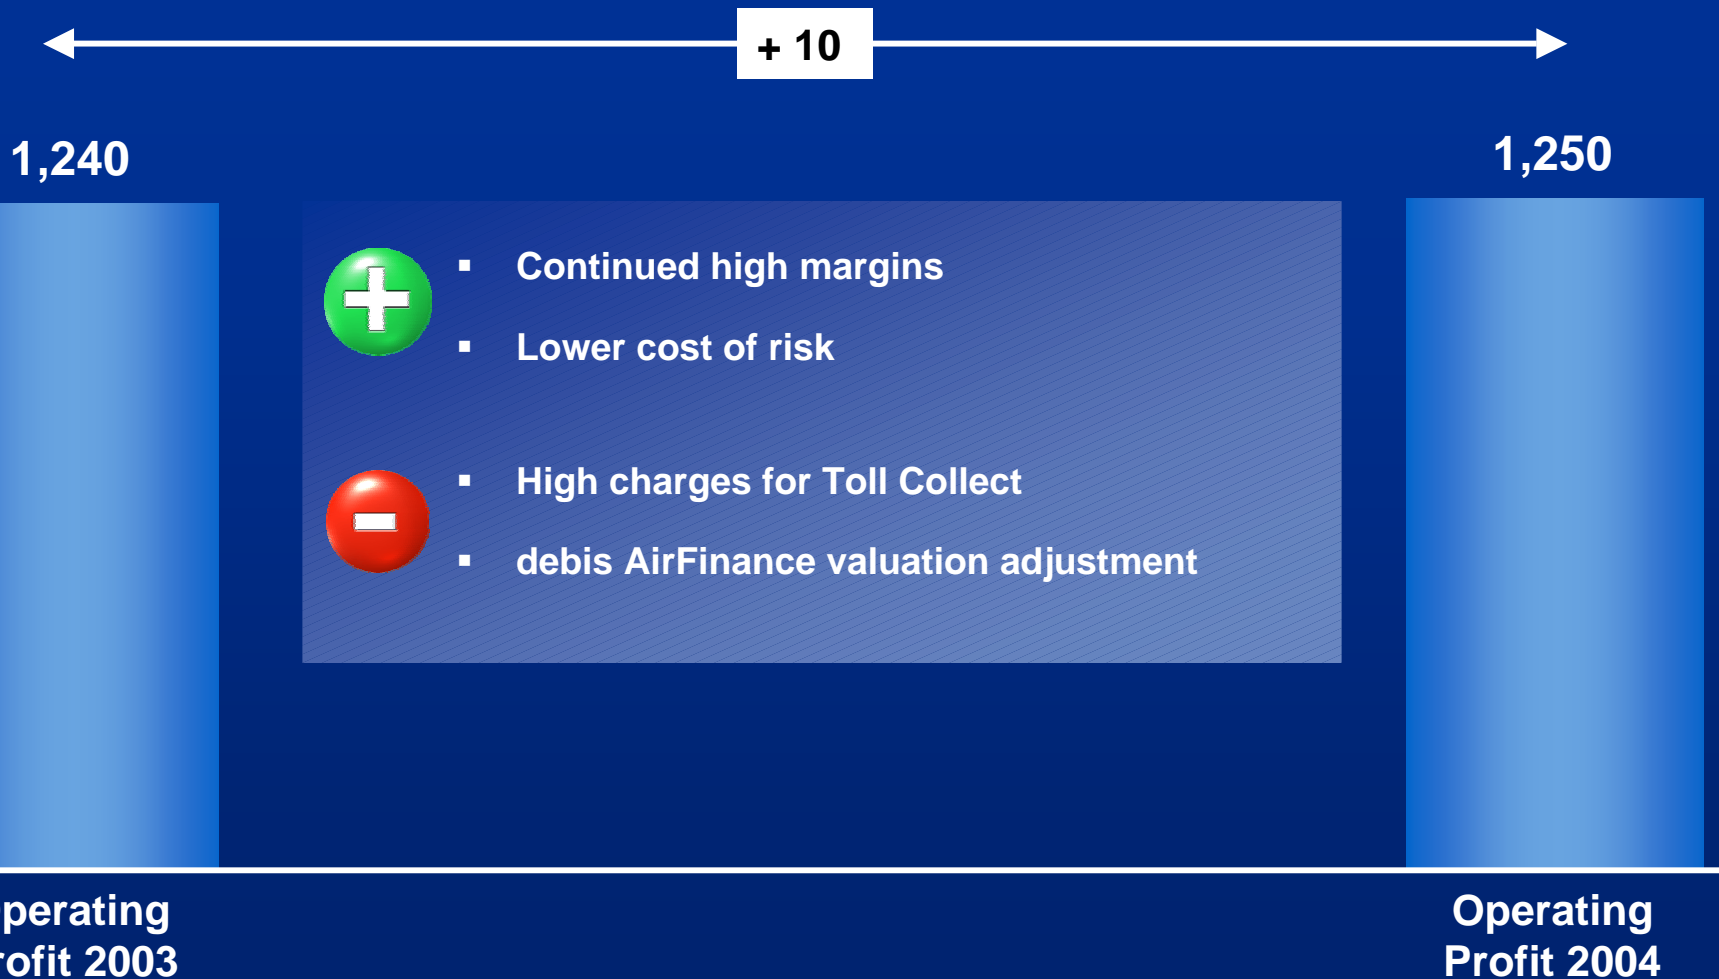 + 10
1,240
1,250
▪ Continued high margins
▪ Lower cost of risk
▪ High charges for Toll Collect
▪ debis AirFinance valuation adjustment
perating
rofit 2003
Operating
Profit 2004